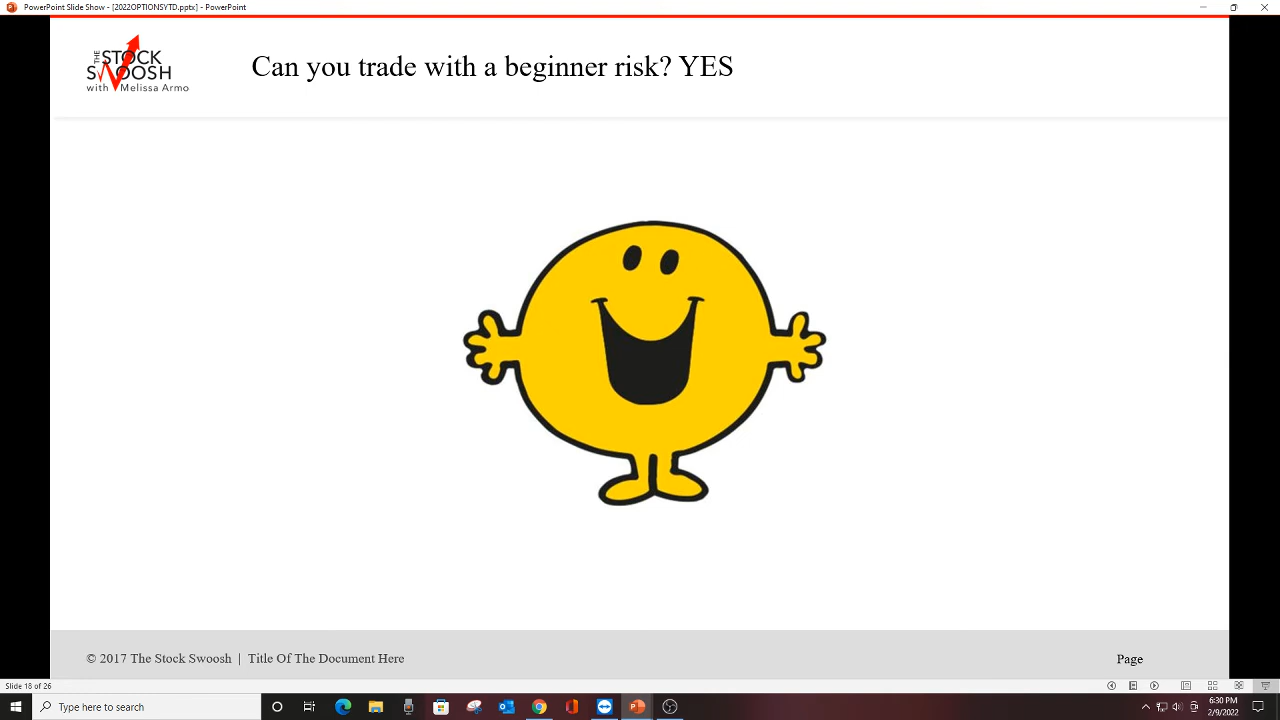 PowerPoint Slide Show - [2022OPTIONSYTD.pptx] - PowerPoint
THE
STOCK
SWOOSH
with Melissa Armo
Can you trade with a beginner risk? YES
© 2017 The Stock Swoosh | Title Of The Document Here
Page
Slide 18 of 26
Type here to search
6:30 PM
2/9/2022